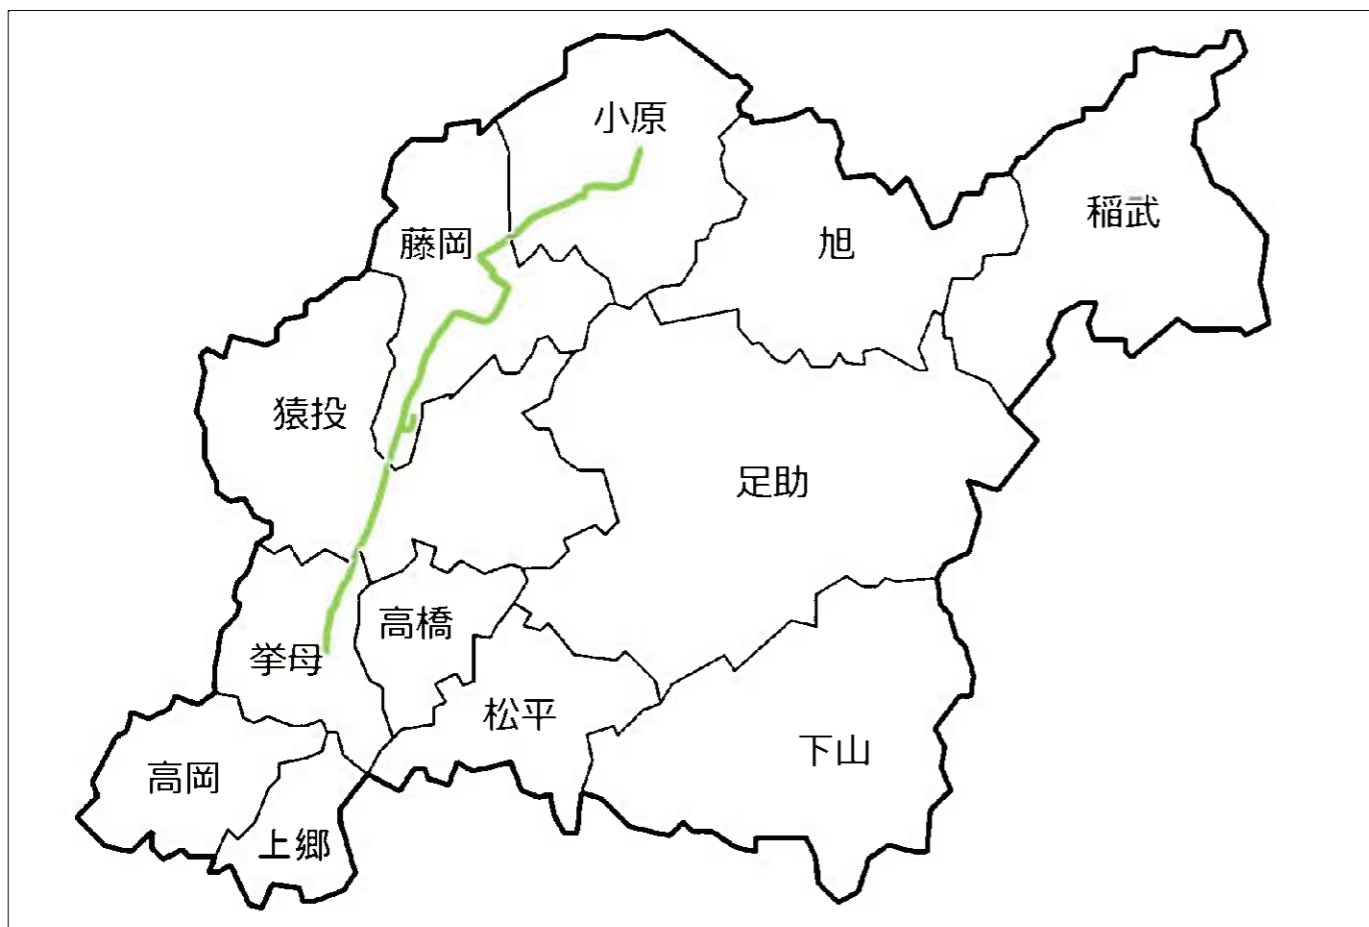 小原
稲武
藤岡
旭
猿投
足助
高橋
挙母
松平
下山
高岡
上郷